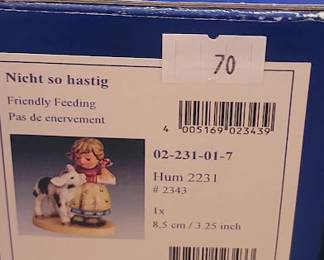 70
Nicht so hastig
Friendly Feeding
Pas de enervement
4 005169 023439
02-231-01-7
Hum 2231
# 2343
1x
8,5 cm / 3.25 inch